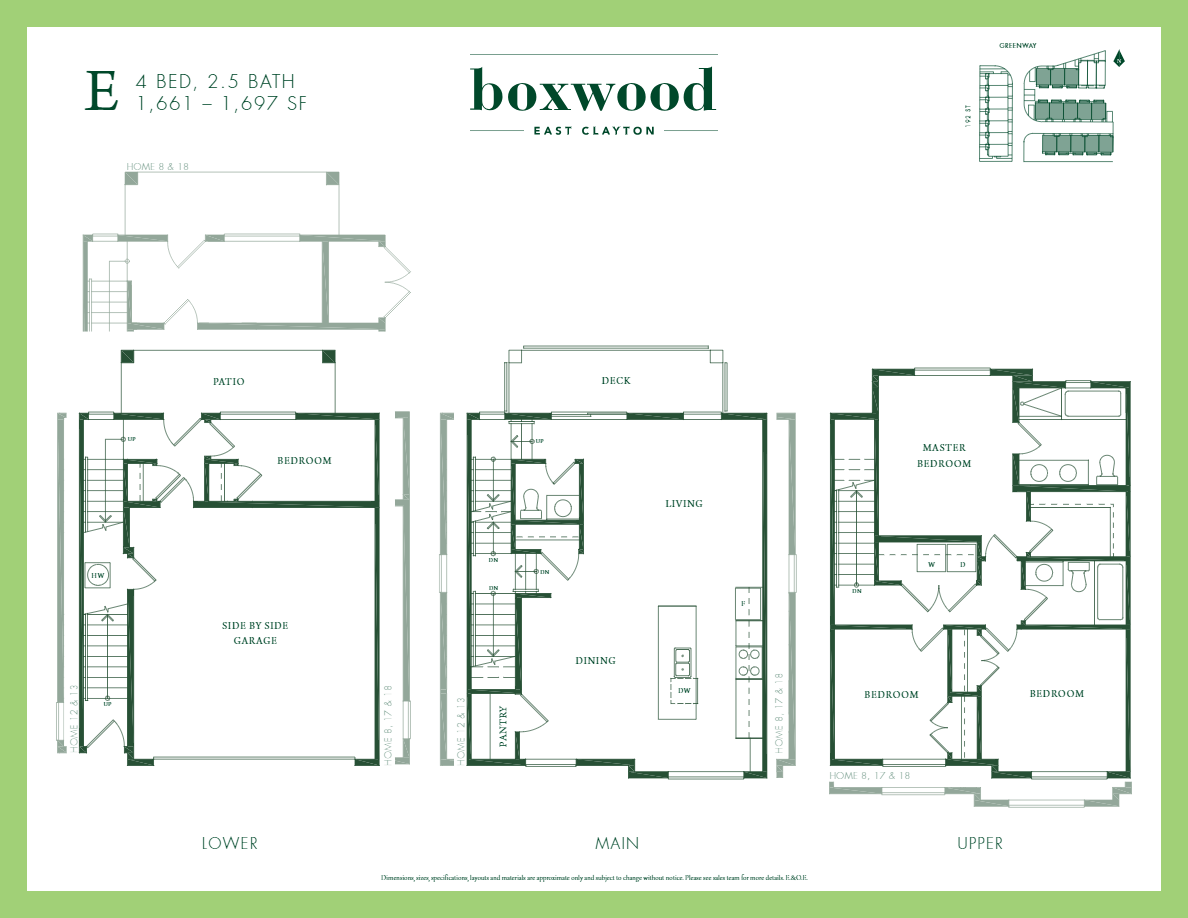 E
4 BED, 2.5 BATH
1,661 – 1,697 SF
boxwood
EAST CLAYTON
GREENWAY
N
192 ST
HOME 8 & 18
PATIO
UP
BEDROOM
HW
SIDE BY SIDE
GARAGE
UP
HOME 12 & 13
HOME 8, 17 & 18
LOWER
DECK
UP
LIVING
DN
DN
DN
F
DINING
DW
PANTRY
HOME 12 & 13
HOME 8, 17 & 18
MAIN
MASTER
BEDROOM
W
D
DN
BEDROOM
BEDROOM
HOME 8, 17 & 18
UPPER
Dimensions, sizes, specifications, layouts and materials are approximate only and subject to change without notice. Please see sales team for more details. E.&O.E.